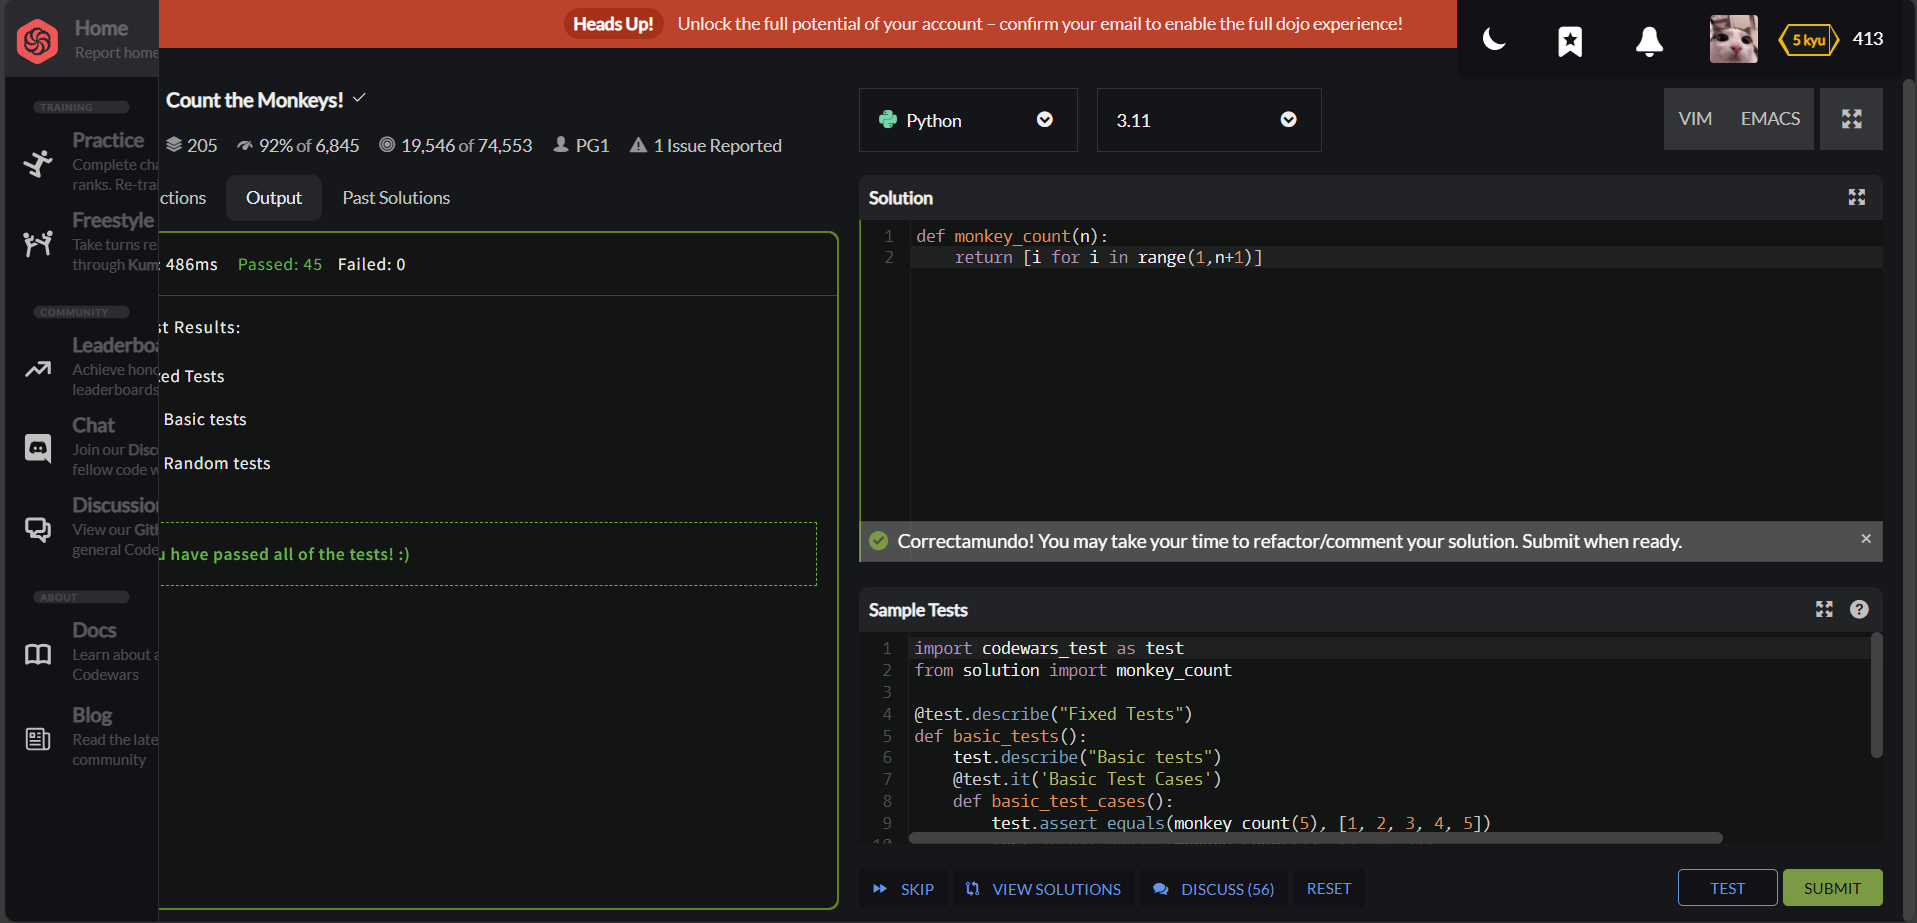 Home
Report home
Heads Up! Unlock the full potential of your account – confirm your email to enable the full dojo experience!
5 kyu 413
TRAINING
Practice
Complete cha
ranks. Re-trai
Freestyle
Take turns re
through Kum
COMMUNITY
Leaderboa
Achieve hono
leaderboards
Chat
Join our Disco
fellow code w
Discussion
View our Gith
general Code
ABOUT
Docs
Learn about a
Codewars
Blog
Read the late
community
Count the Monkeys!
205 92% of 6,845 19,546 of 74,553 PG1 1 Issue Reported
ctions Output Past Solutions
: 486ms Passed: 45 Failed: 0
st Results:
ed Tests
Basic tests
Random tests
u have passed all of the tests! :)
Python 3.11 VIM EMACS
Solution
1 def monkey_count(n):
2 return [i for i in range(1,n+1)]
Correctamundo! You may take your time to refactor/comment your solution. Submit when ready. ×
Sample Tests ?
1 import codewars_test as test
2 from solution import monkey_count
3
4 @test.describe("Fixed Tests")
5 def basic_tests():
6 test.describe("Basic tests")
7 @test.it('Basic Test Cases')
8 def basic_test_cases():
9 test.assert_equals(monkey_count(5), [1, 2, 3, 4, 5])
10
SKIP VIEW SOLUTIONS DISCUSS (56) RESET TEST SUBMIT